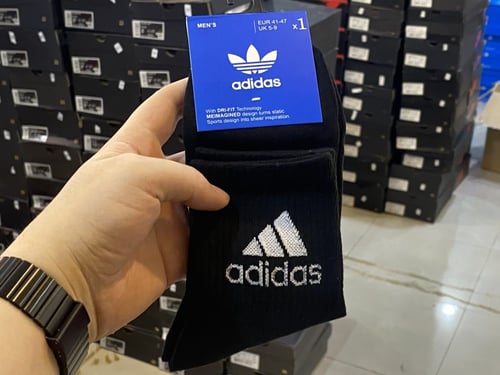 MEN'S
EUR 41-47
UK 5-9
x1
adidas
With DRI-FIT Technology
MEIMAGINED design turns static
Sports design into sheer inspiration.
adidas